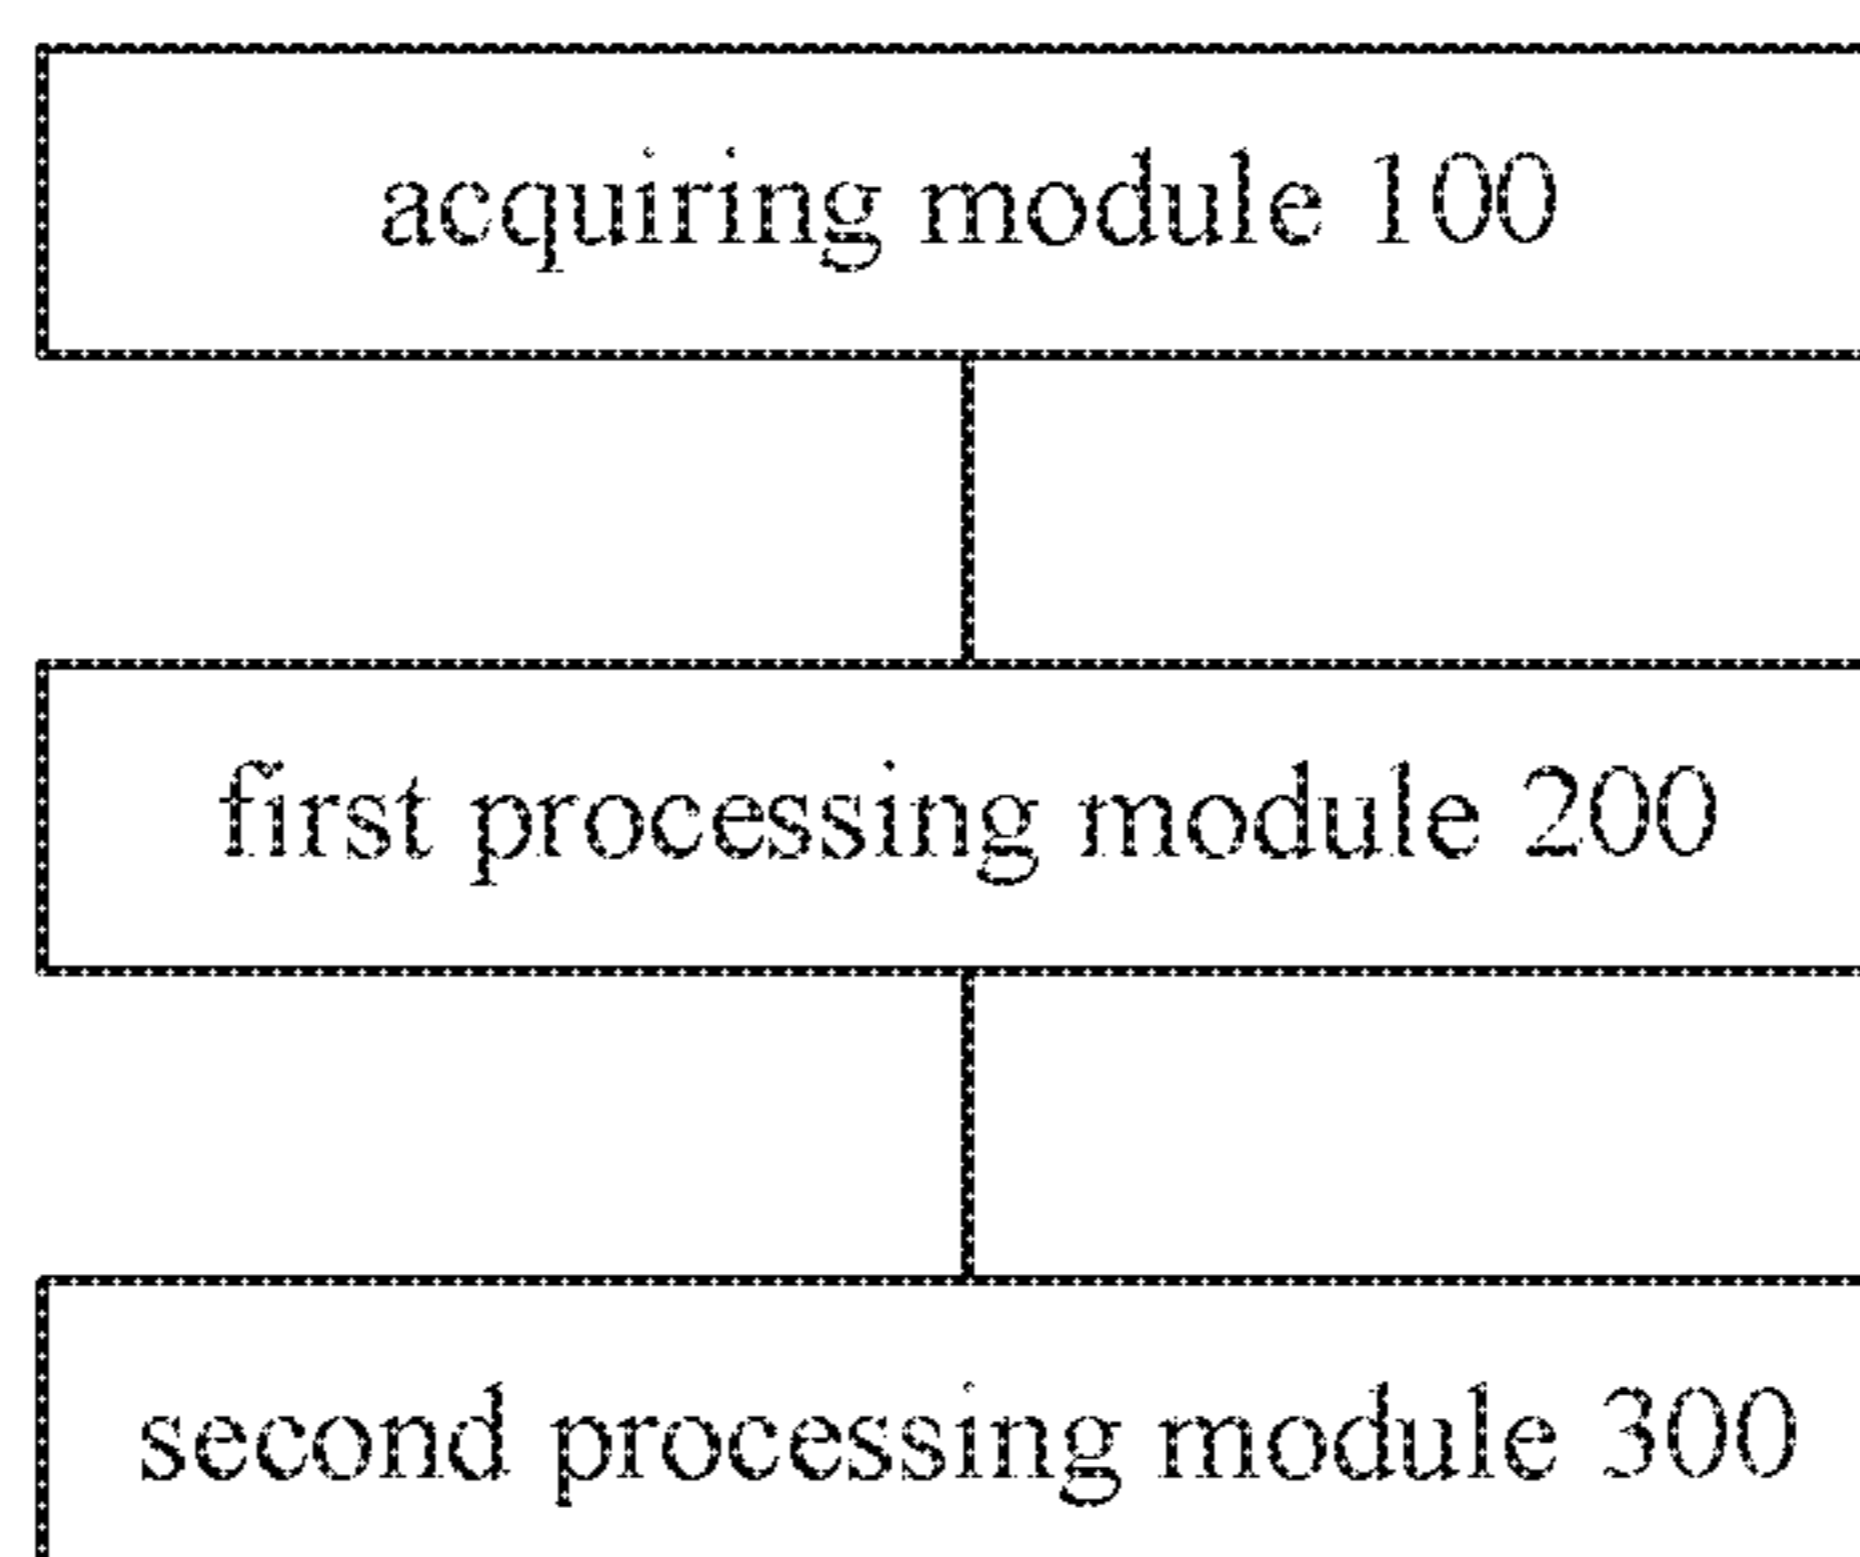 acquiring module 100
first processing module 200
second processing module 300